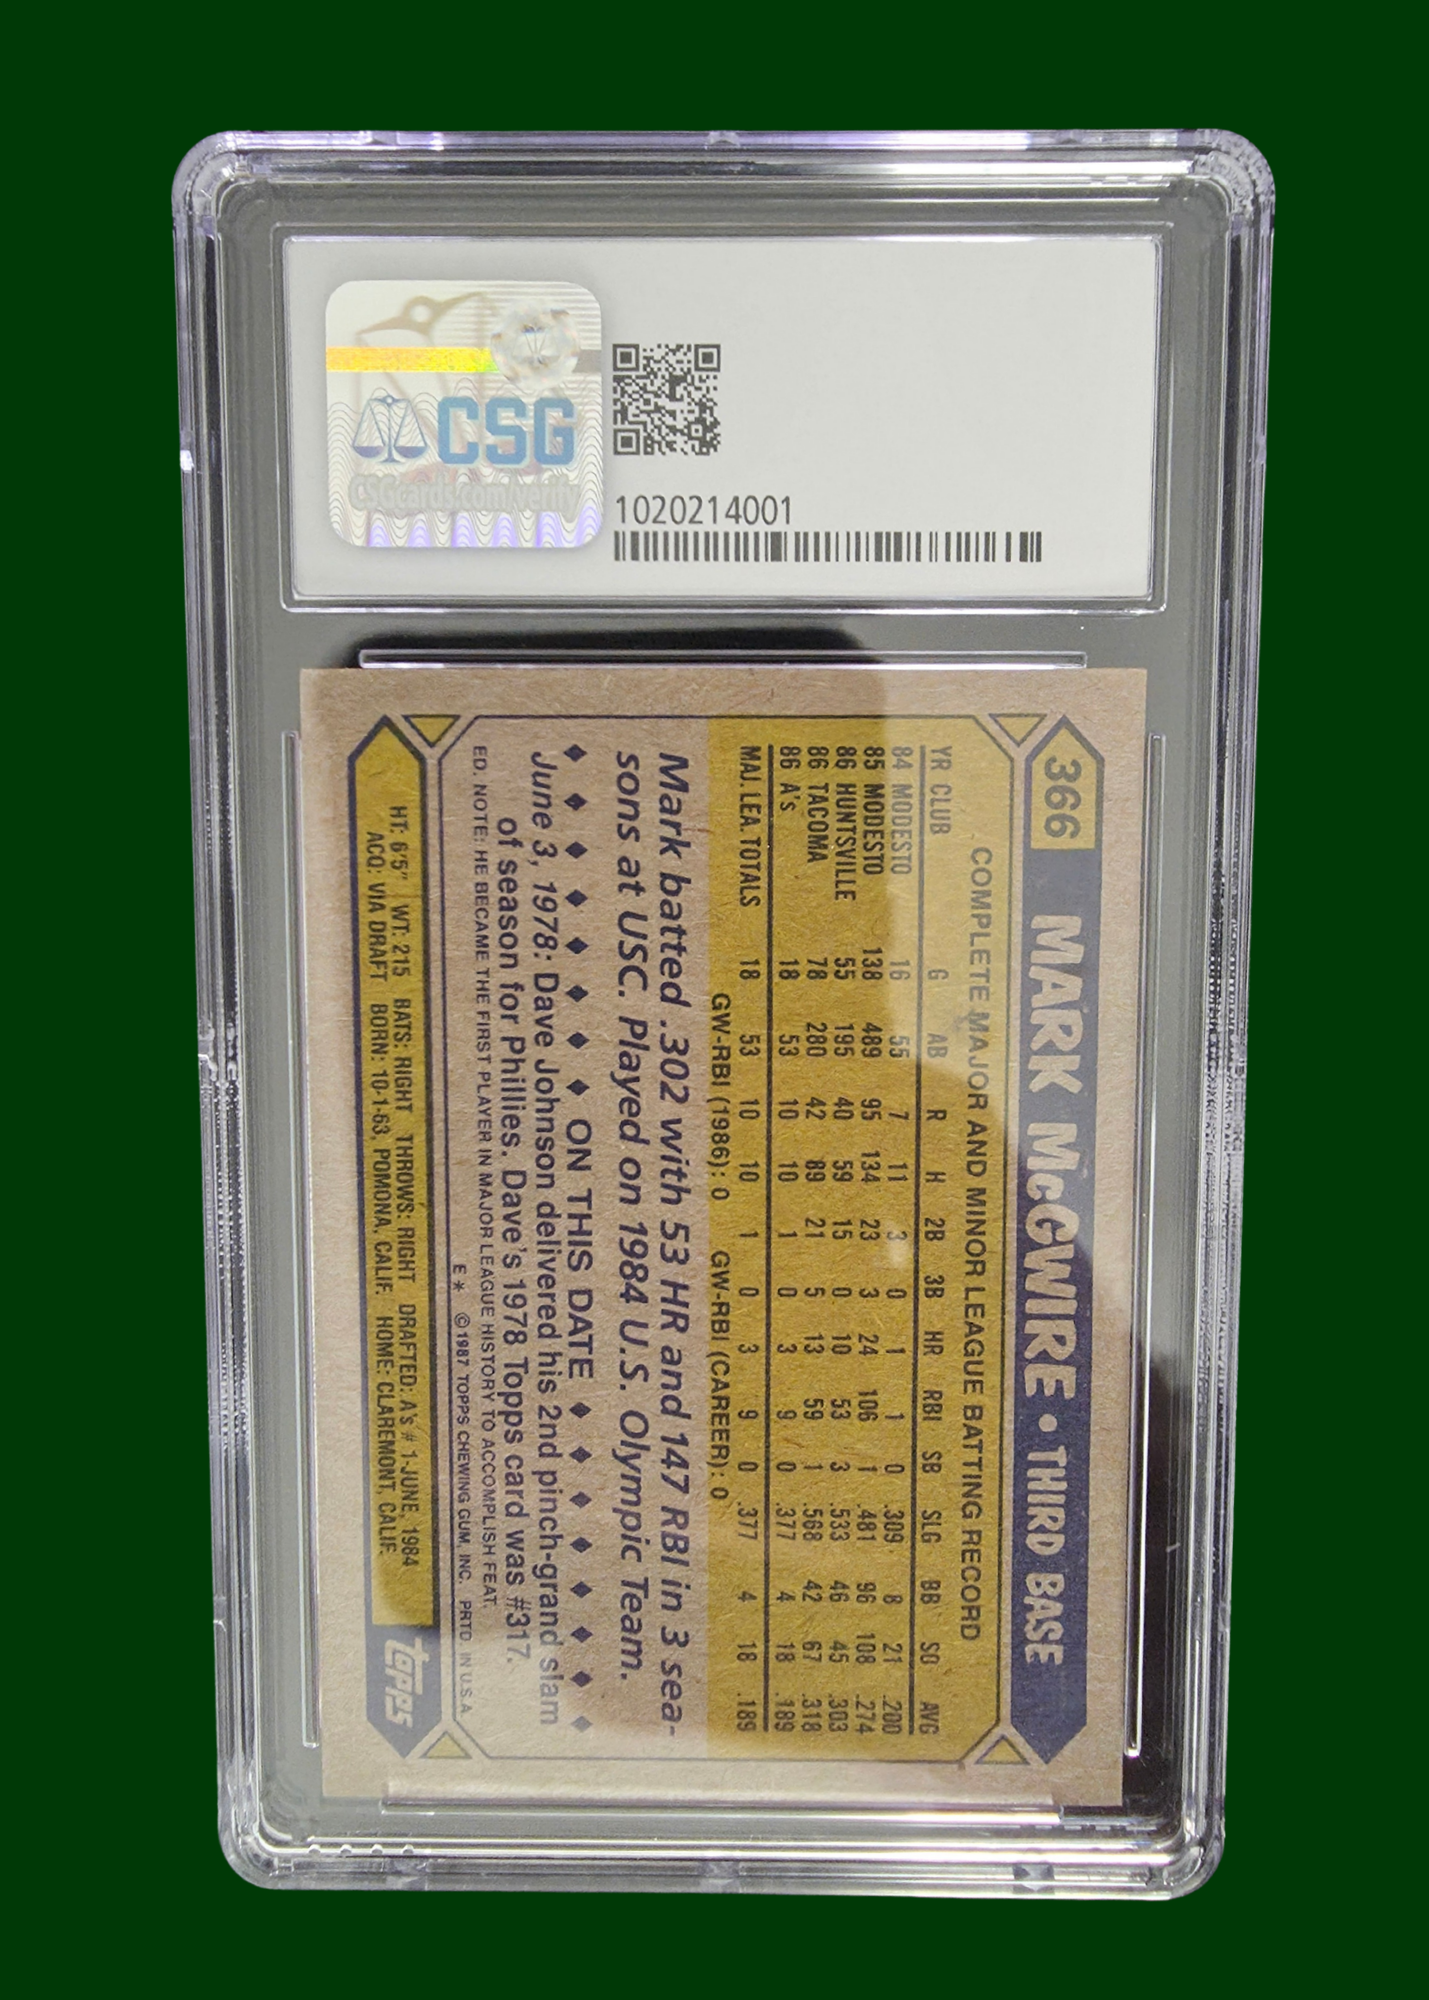 CSG
CSGcards.com/verify
1020214001
366 MARK McGWIRE • THIRD BASE
COMPLETE MAJOR AND MINOR LEAGUE BATTING RECORD
YR CLUB G AB R H 2B 3B HR RBI SB SLG BB SO AVG
84 MODESTO 16 55 7 11 3 0 1 1 0 .309 8 21 .200
85 MODESTO 138 489 95 134 23 3 24 106 1 .481 96 108 .274
86 HUNTSVILLE 55 195 40 59 15 0 10 53 3 .533 46 45 .303
86 TACOMA 78 280 42 89 21 5 13 59 1 .568 42 67 .318
86 A's 18 53 10 10 1 0 3 9 0 .377 4 18 .189
MAJ. LEA. TOTALS 18 53 10 10 1 0 3 9 0 .377 4 18 .189
GW-RBI (1986): 0 GW-RBI (CAREER): 0
Mark batted .302 with 53 HR and 147 RBI in 3 sea-
sons at USC. Played on 1984 U.S. Olympic Team.
ON THIS DATE
June 3, 1978: Dave Johnson delivered his 2nd pinch-grand slam
of season for Phillies. Dave's 1978 Topps card was #317.
ED. NOTE: HE BECAME THE FIRST PLAYER IN MAJOR LEAGUE HISTORY TO ACCOMPLISH FEAT.
E* ©1987 TOPPS CHEWING GUM, INC. PRTD. IN U.S.A.
HT: 6'5" WT: 215 BATS: RIGHT THROWS: RIGHT DRAFTED: A's #1-JUNE, 1984
ACQ: VIA DRAFT BORN: 10-1-63, POMONA, CALIF. HOME: CLAREMONT, CALIF.
TOPPS